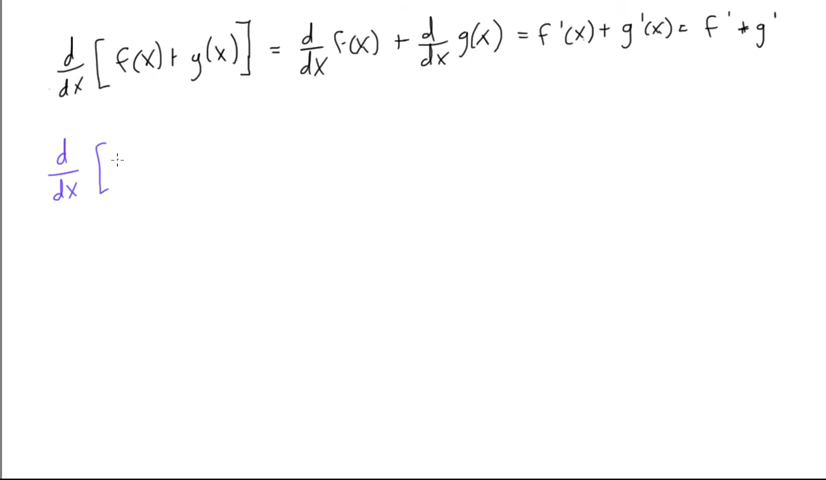 d/dx [f(x) + g(x)] = d/dx f(x) + d/dx g(x) = f'(x) + g'(x) = f' + g'
d/dx [